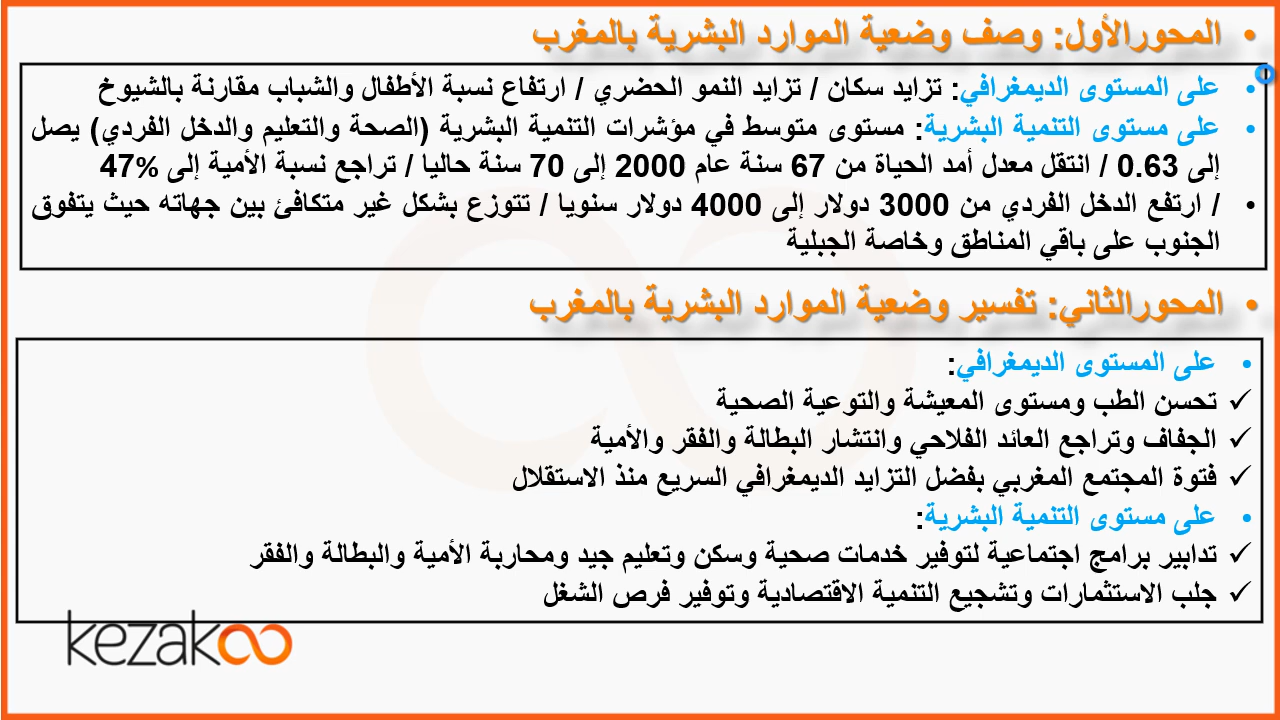 • المحورالأول: وصف وضعية الموارد البشرية بالمغرب
• على المستوى الديمغرافي: تزايد سكان / تزايد النمو الحضري / ارتفاع نسبة الأطفال والشباب مقارنة بالشيوخ
• على مستوى التنمية البشرية: مستوى متوسط في مؤشرات التنمية البشرية (الصحة والتعليم والدخل الفردي) يصل
إلى 0.63 / انتقل معدل أمد الحياة من 67 سنة عام 2000 إلى 70 سنة حاليا / تراجع نسبة الأمية إلى 47%
• / ارتفع الدخل الفردي من 3000 دولار إلى 4000 دولار سنويا / تتوزع بشكل غير متكافئ بين جهاته حيث يتفوق
الجنوب على باقي المناطق وخاصة الجبلية
• المحورالثاني: تفسير وضعية الموارد البشرية بالمغرب
• على المستوى الديمغرافي:
✓ تحسن الطب ومستوى المعيشة والتوعية الصحية
✓ الجفاف وتراجع العائد الفلاحي وانتشار البطالة والفقر والأمية
✓ فتوة المجتمع المغربي بفضل التزايد الديمغرافي السريع منذ الاستقلال
• على مستوى التنمية البشرية:
✓ تدابير برامج اجتماعية لتوفير خدمات صحية وسكن وتعليم جيد ومحاربة الأمية والبطالة والفقر
✓ جلب الاستثمارات وتشجيع التنمية الاقتصادية وتوفير فرص الشغل
kezakoo